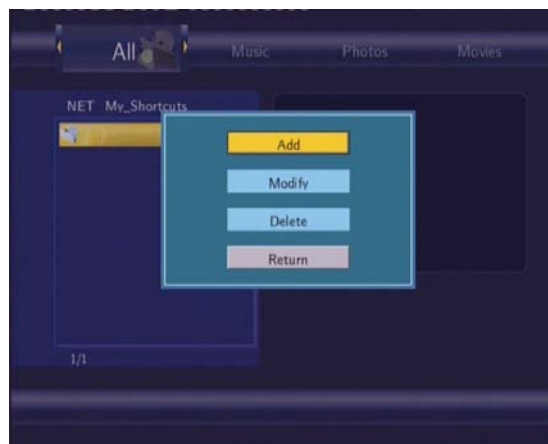 All Music Photos Movies
NET My_Shortcuts
Add
Modify
Delete
Return
1/1